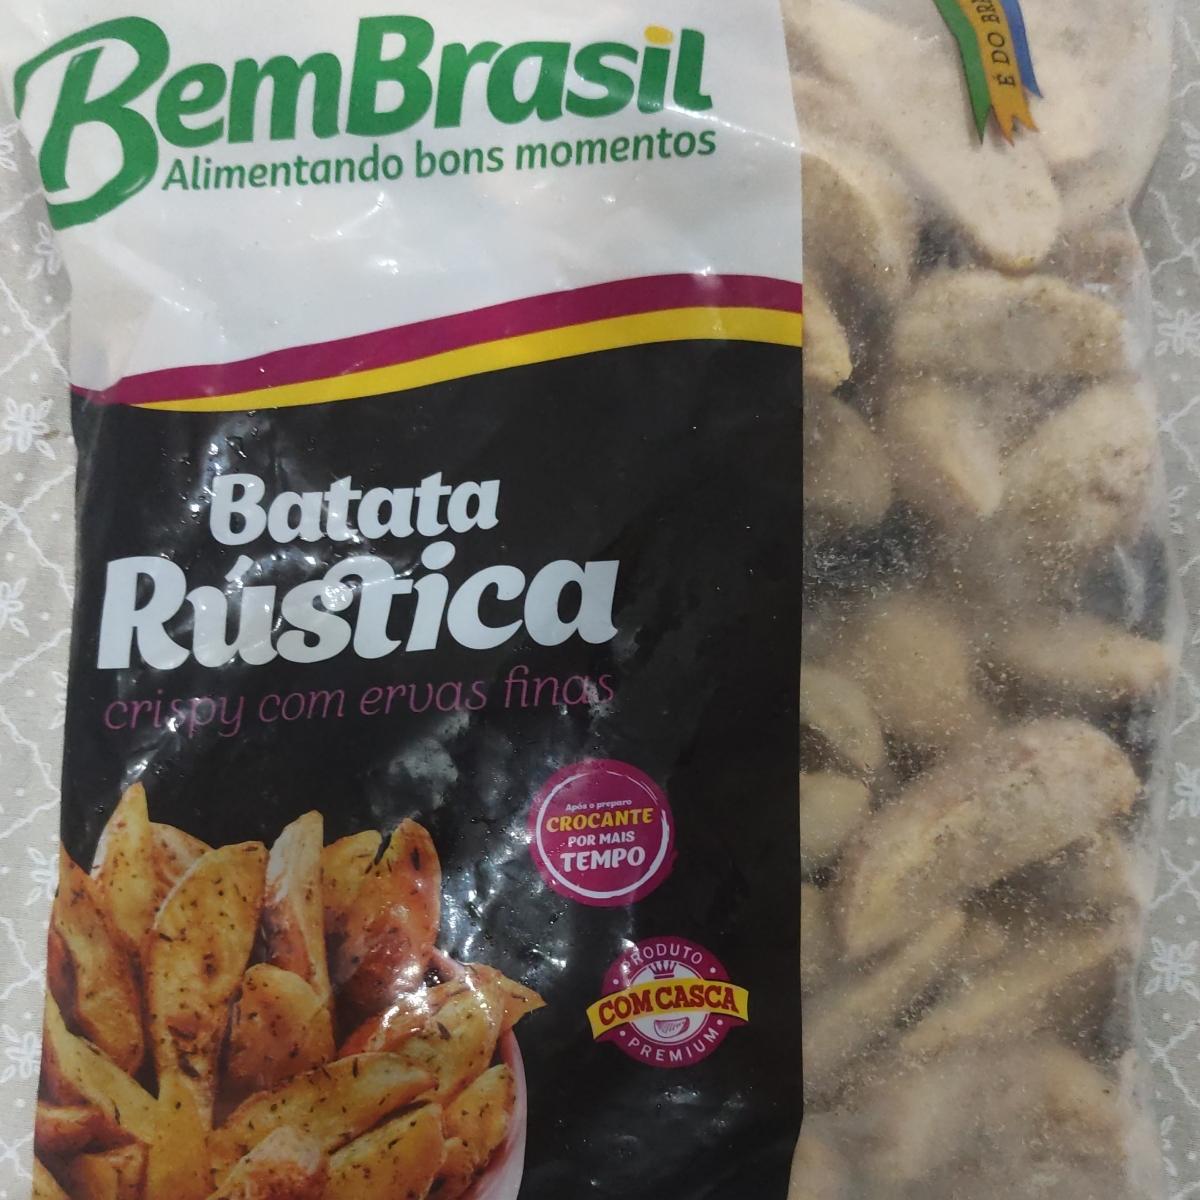 BemBrasil
Alimentando bons momentos
É DO
Batata
Rústica
crispy com ervas finas
Após o preparo
CROCANTE
POR MAIS
TEMPO
PRODUTO
COM CASCA
PREMIUM